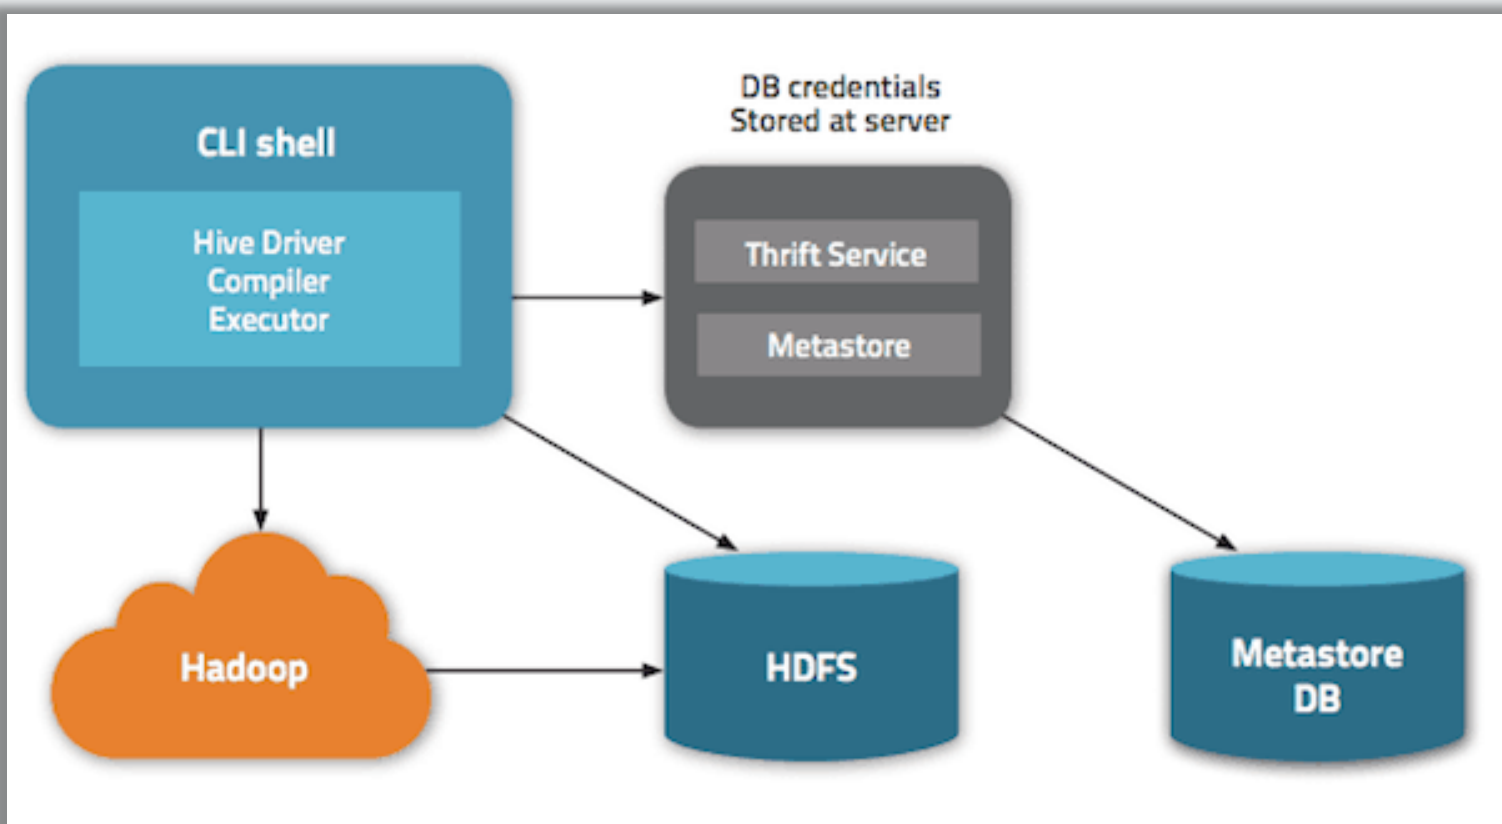 CLI shell
Hive Driver
Compiler
Executor
DB credentials
Stored at server
Thrift Service
Metastore
Hadoop
HDFS
Metastore
DB